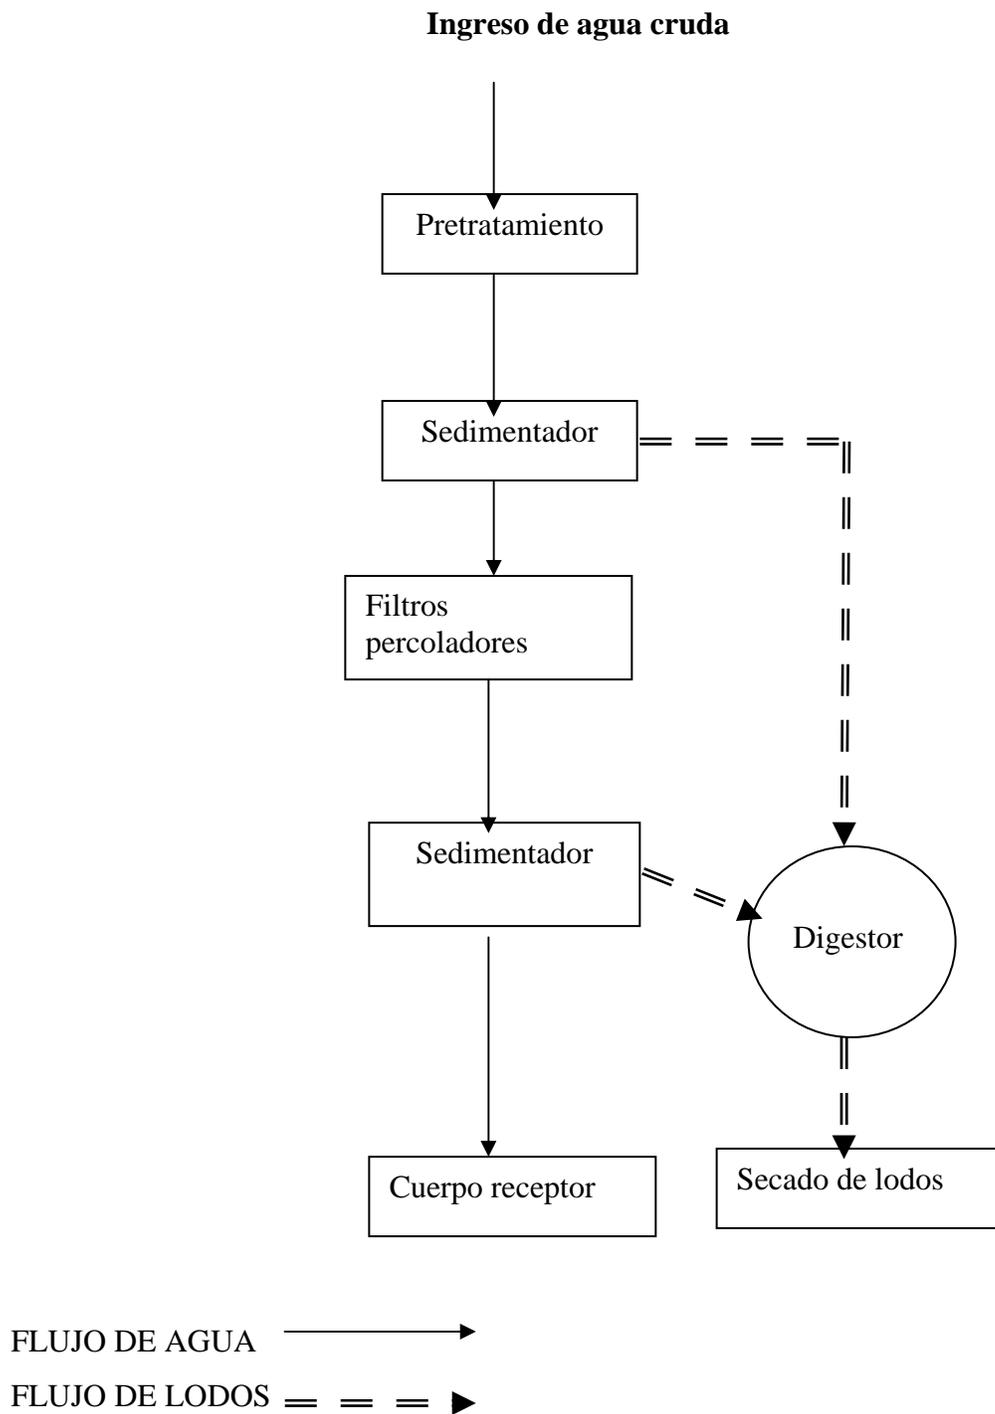 Ingreso de agua cruda
Pretratamiento
Sedimentador
Filtros
percoladores
Sedimentador
Digestor
Cuerpo receptor
Secado de lodos
FLUJO DE AGUA
FLUJO DE LODOS